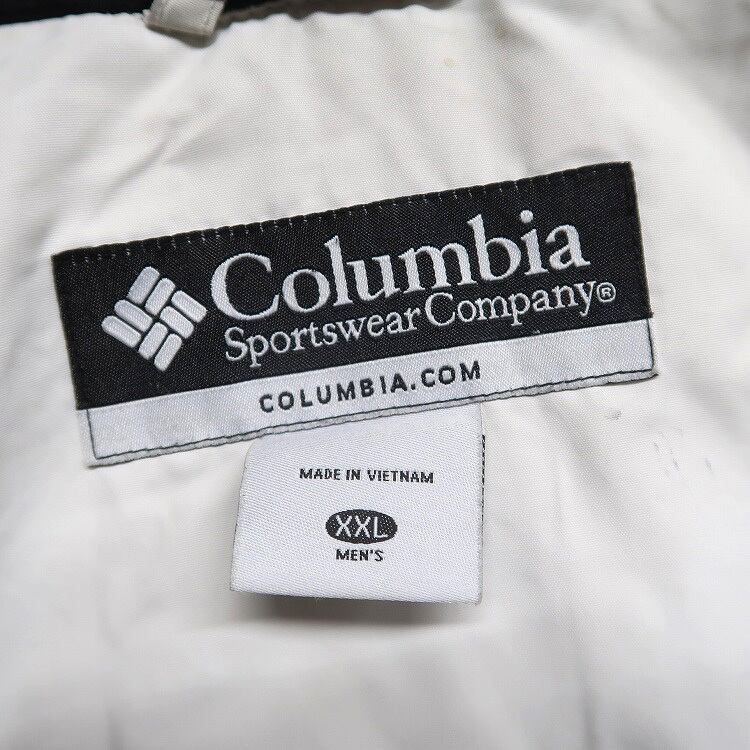 Columbia
Sportswear Company®
COLUMBIA.COM
MADE IN VIETNAM
XXL
MEN'S